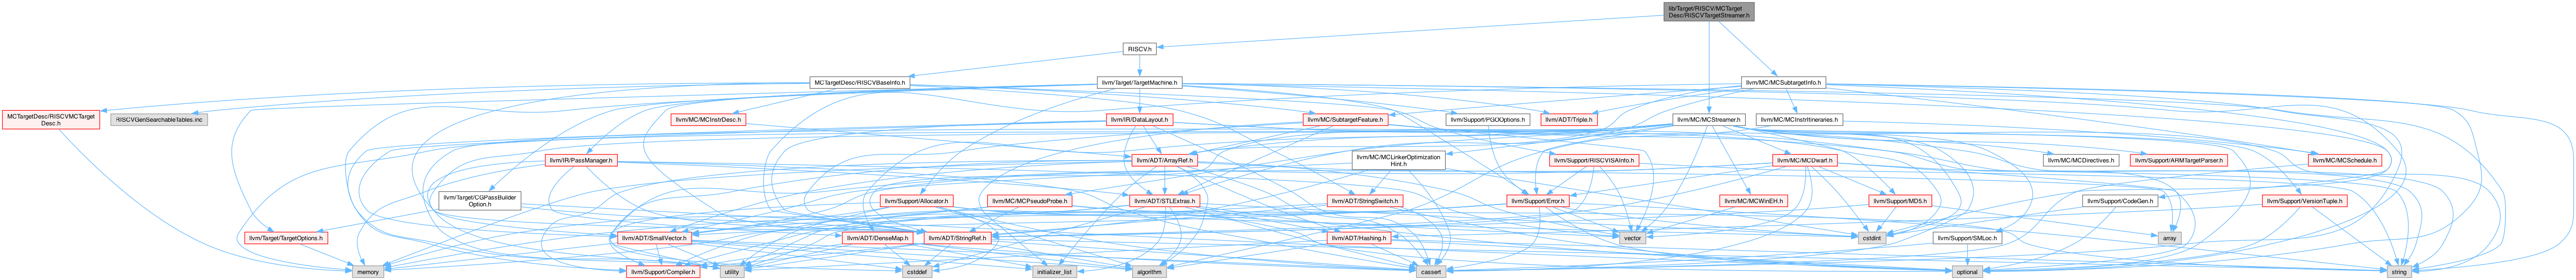 lib/Target/RISCV/MCTarget
Desc/RISCVTargetStreamer.h
RISCV.h
MCTargetDesc/RISCVBaseInfo.h
llvm/Target/TargetMachine.h
llvm/MC/MCSubtargetInfo.h
MCTargetDesc/RISCVMCTarget
Desc.h
RISCVGenSearchableTables.inc
llvm/MC/MCInstrDesc.h
llvm/IR/DataLayout.h
llvm/MC/SubtargetFeature.h
llvm/Support/PGOOptions.h
llvm/ADT/Triple.h
llvm/MC/MCStreamer.h
llvm/MC/MCInstrItineraries.h
llvm/IR/PassManager.h
llvm/ADT/ArrayRef.h
llvm/MC/MCLinkerOptimization
Hint.h
llvm/Support/RISCVISAInfo.h
llvm/MC/MCDwarf.h
llvm/MC/MCDirectives.h
llvm/Support/ARMTargetParser.h
llvm/MC/MCSchedule.h
llvm/Target/CGPassBuilder
Option.h
llvm/Support/Allocator.h
llvm/MC/MCPseudoProbe.h
llvm/ADT/STLExtras.h
llvm/ADT/StringSwitch.h
llvm/Support/Error.h
llvm/MC/MCWinEH.h
llvm/Support/MD5.h
llvm/Support/CodeGen.h
llvm/Support/VersionTuple.h
llvm/Target/TargetOptions.h
llvm/ADT/SmallVector.h
llvm/ADT/DenseMap.h
llvm/ADT/StringRef.h
llvm/ADT/Hashing.h
vector
cstdint
llvm/Support/SMLoc.h
array
memory
llvm/Support/Compiler.h
utility
cstddef
initializer_list
algorithm
cassert
optional
string